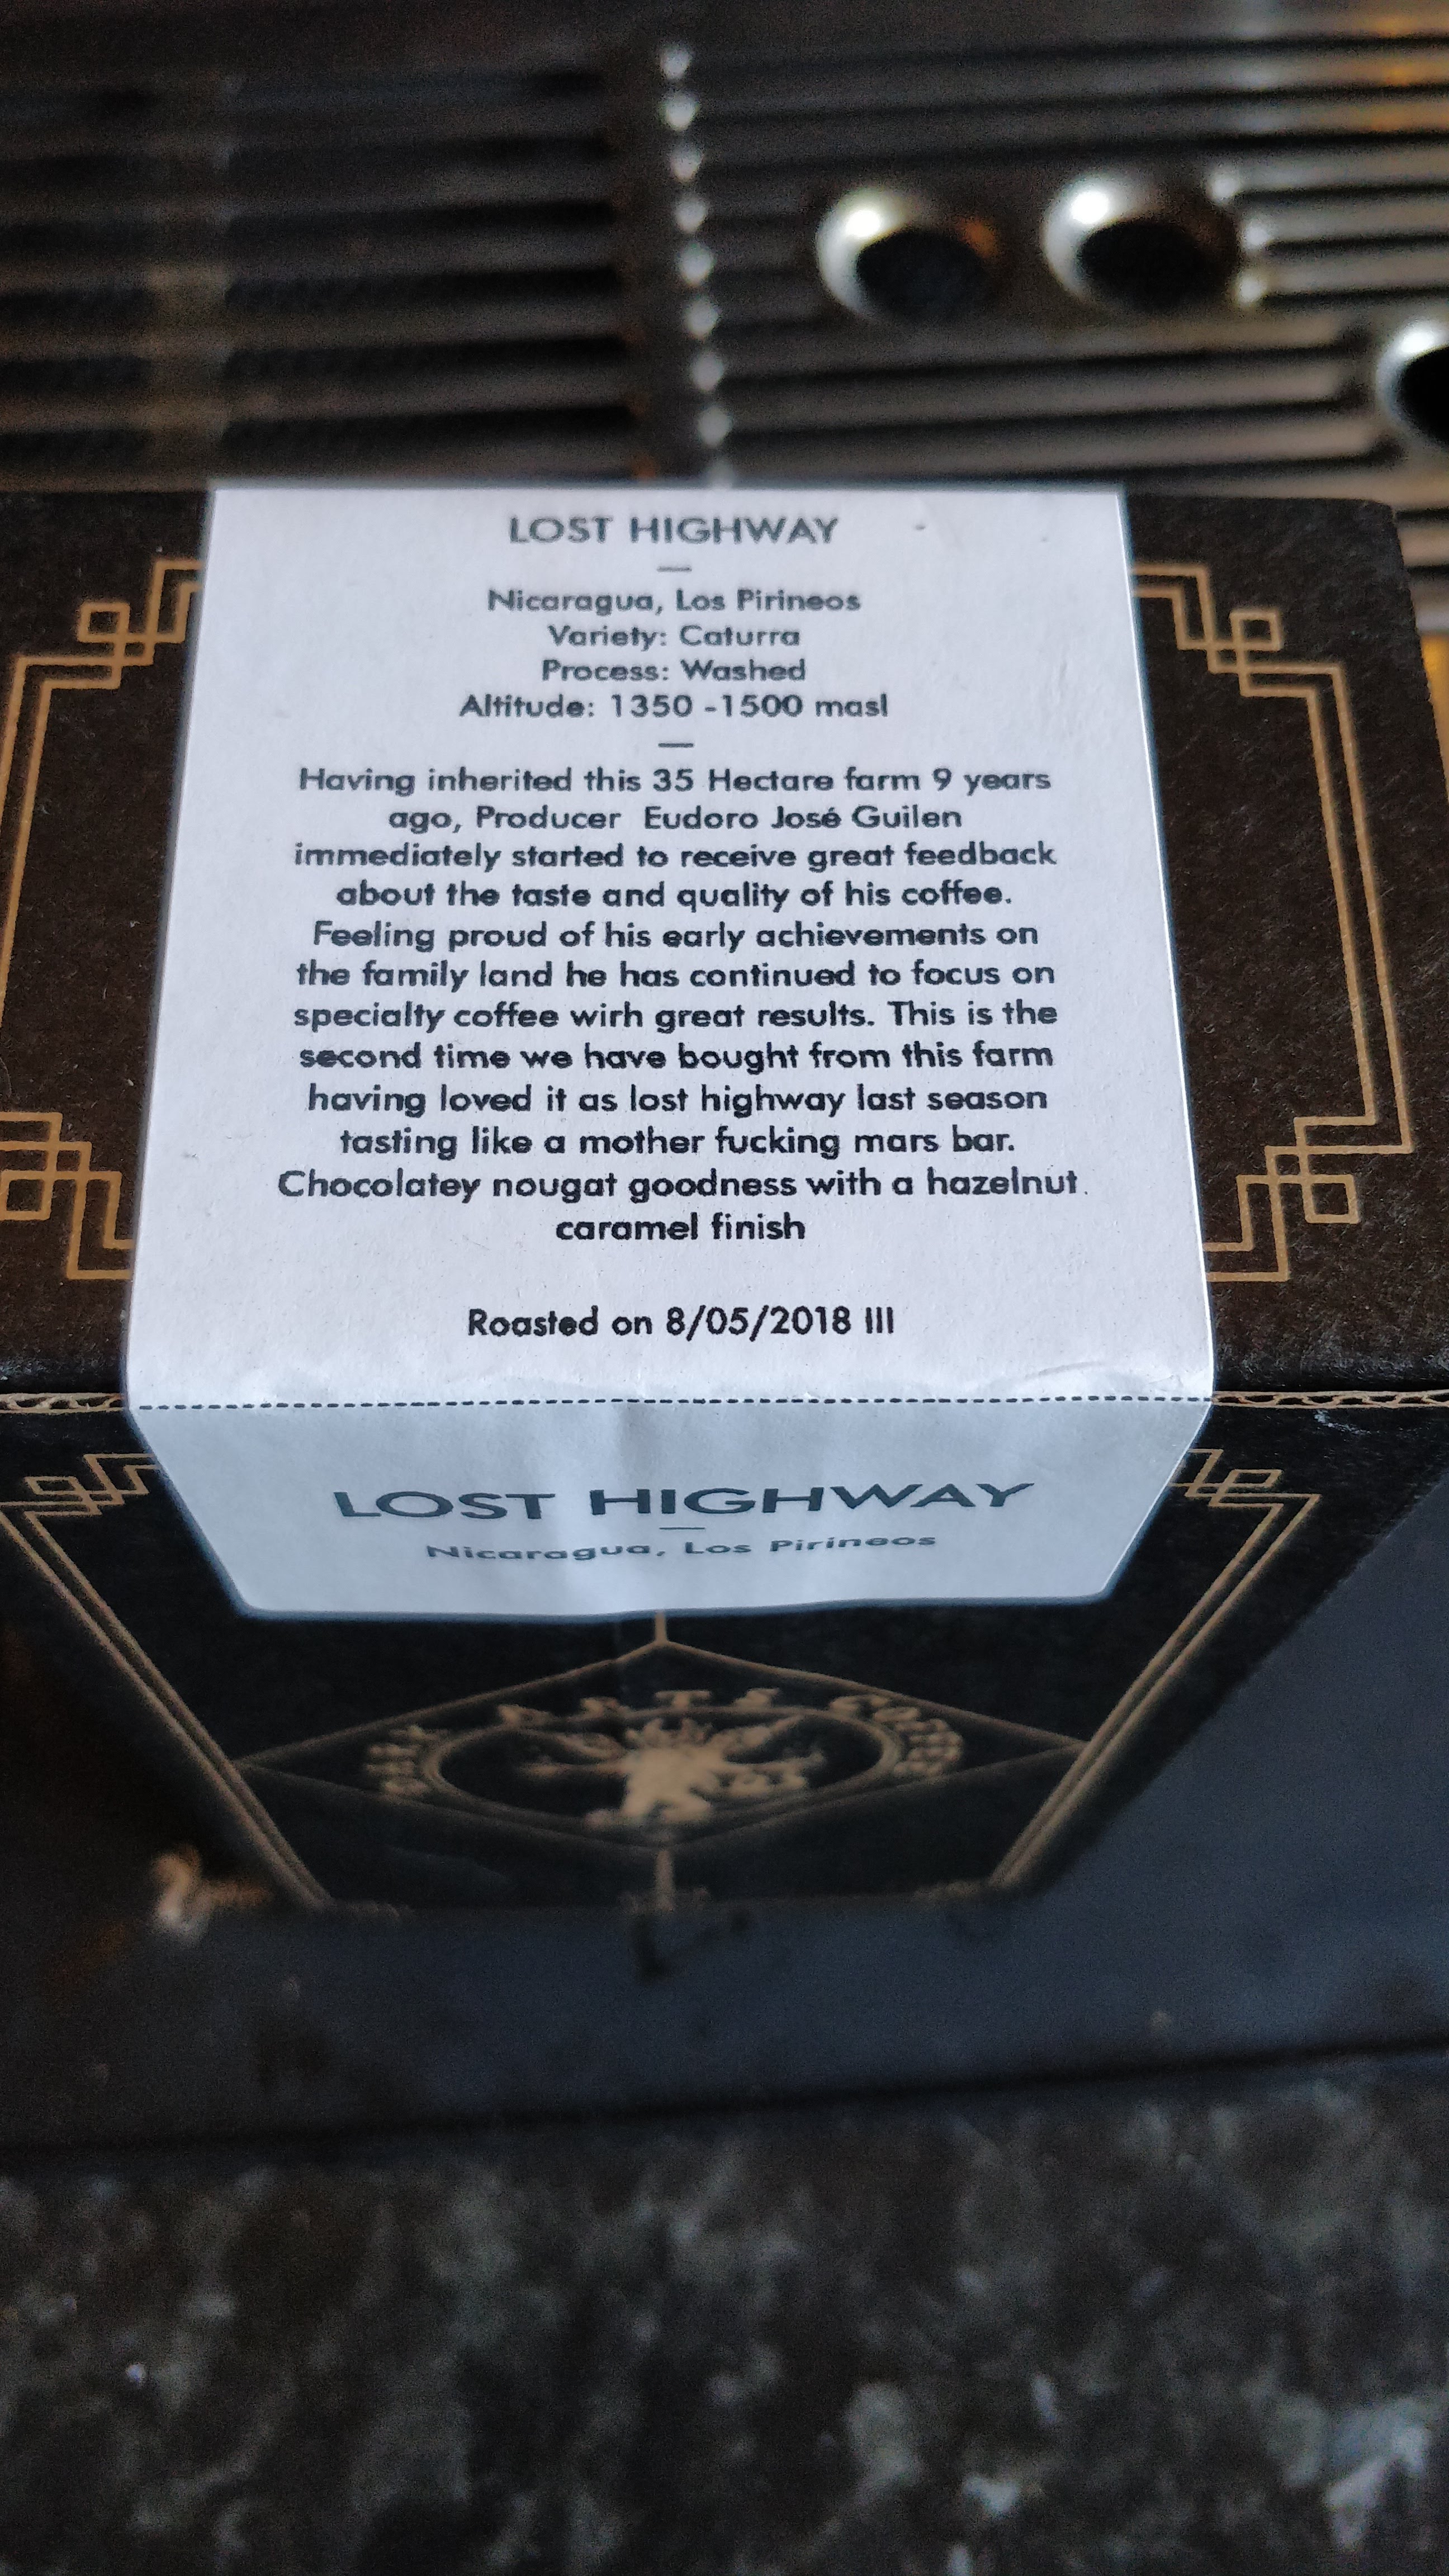 LOST HIGHWAY
—
Nicaragua, Los Pirineos
Variety: Caturra
Process: Washed
Altitude: 1350 -1500 masl
—
Having inherited this 35 Hectare farm 9 years
ago, Producer Eudoro José Guilen
immediately started to receive great feedback
about the taste and quality of his coffee.
Feeling proud of his early achievements on
the family land he has continued to focus on
specialty coffee wirh great results. This is the
second time we have bought from this farm
having loved it as lost highway last season
tasting like a mother fucking mars bar.
Chocolatey nougat goodness with a hazelnut
caramel finish
Roasted on 8/05/2018 III
LOST HIGHWAY
—
Nicaragua, Los Pirineos
DARK ARTS COFFEE